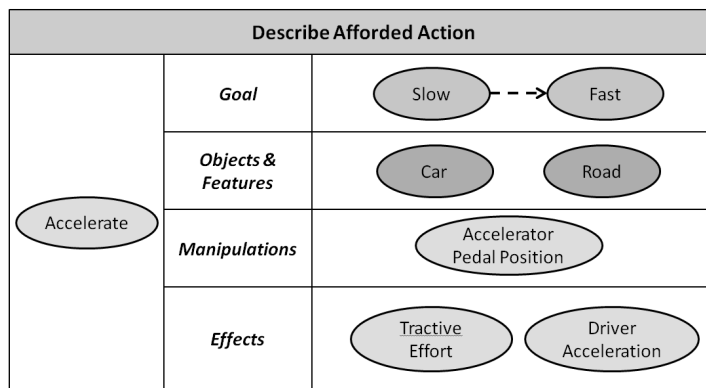 Describe Afforded Action
Accelerate
Goal
Slow
Fast
Objects &
Features
Car
Road
Manipulations
Accelerator
Pedal Position
Effects
Tractive
Effort
Driver
Acceleration